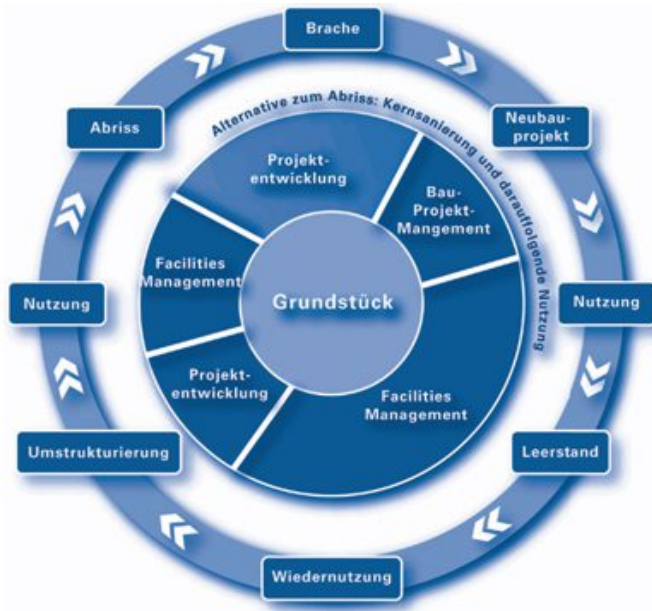 Brache
Neubau-
projekt
Nutzung
Leerstand
Wiedernutzung
Umstrukturierung
Nutzung
Abriss
Alternative zum Abriss: Kernsanierung und darauffolgende Nutzung
Projekt-
entwicklung
Bau-
Projekt-
Mangement
Facilities
Management
Projekt-
entwicklung
Facilities
Management
Grundstück